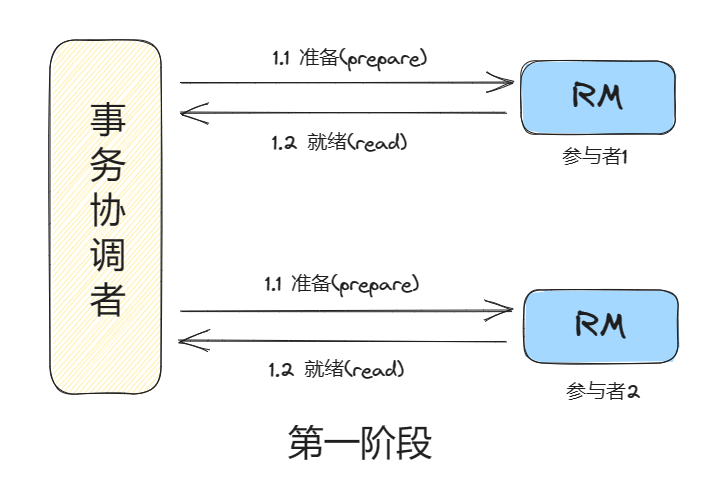 事务协调者
1.1 准备(prepare)
RM
1.2 就绪(read)
参与者1
1.1 准备(prepare)
RM
1.2 就绪(read)
参与者2
第一阶段